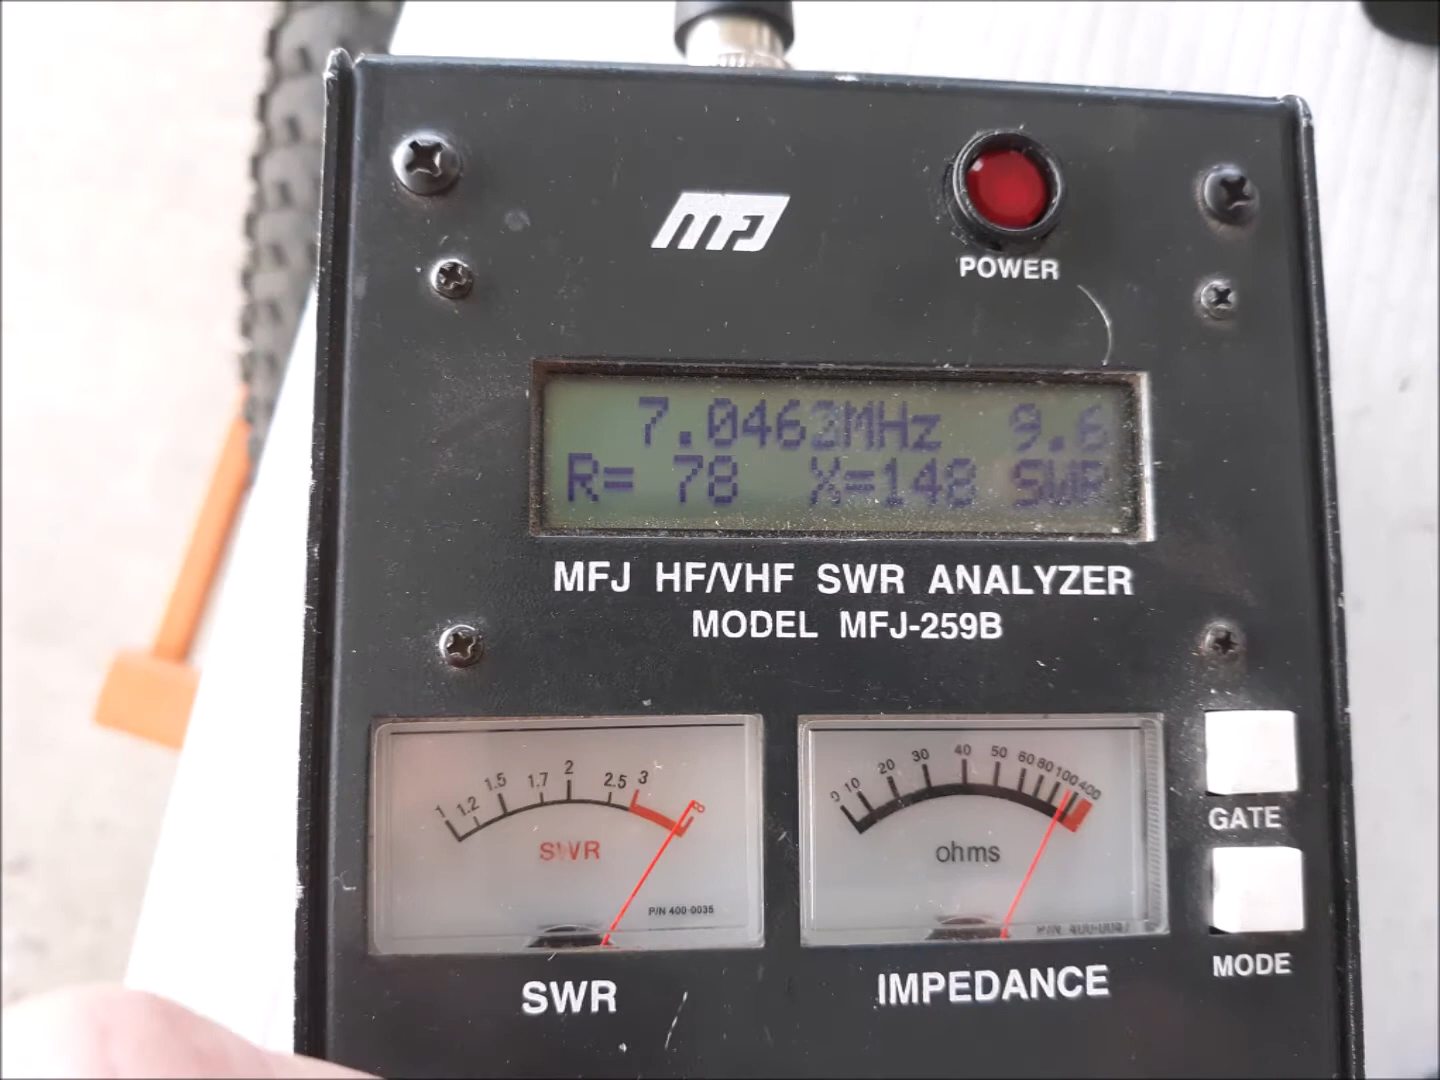 MFJ
POWER
7.0463MHz 9.6
R= 78 X=148 SWR
MFJ HF/VHF SWR ANALYZER
MODEL MFJ-259B
1 1.2 1.5 1.7 2 2.5 3 ∞
SWR
P/N 400-0035
SWR
0 10 20 30 40 50 60 80 100 400
ohms
P/N 400-0047
IMPEDANCE
GATE
MODE